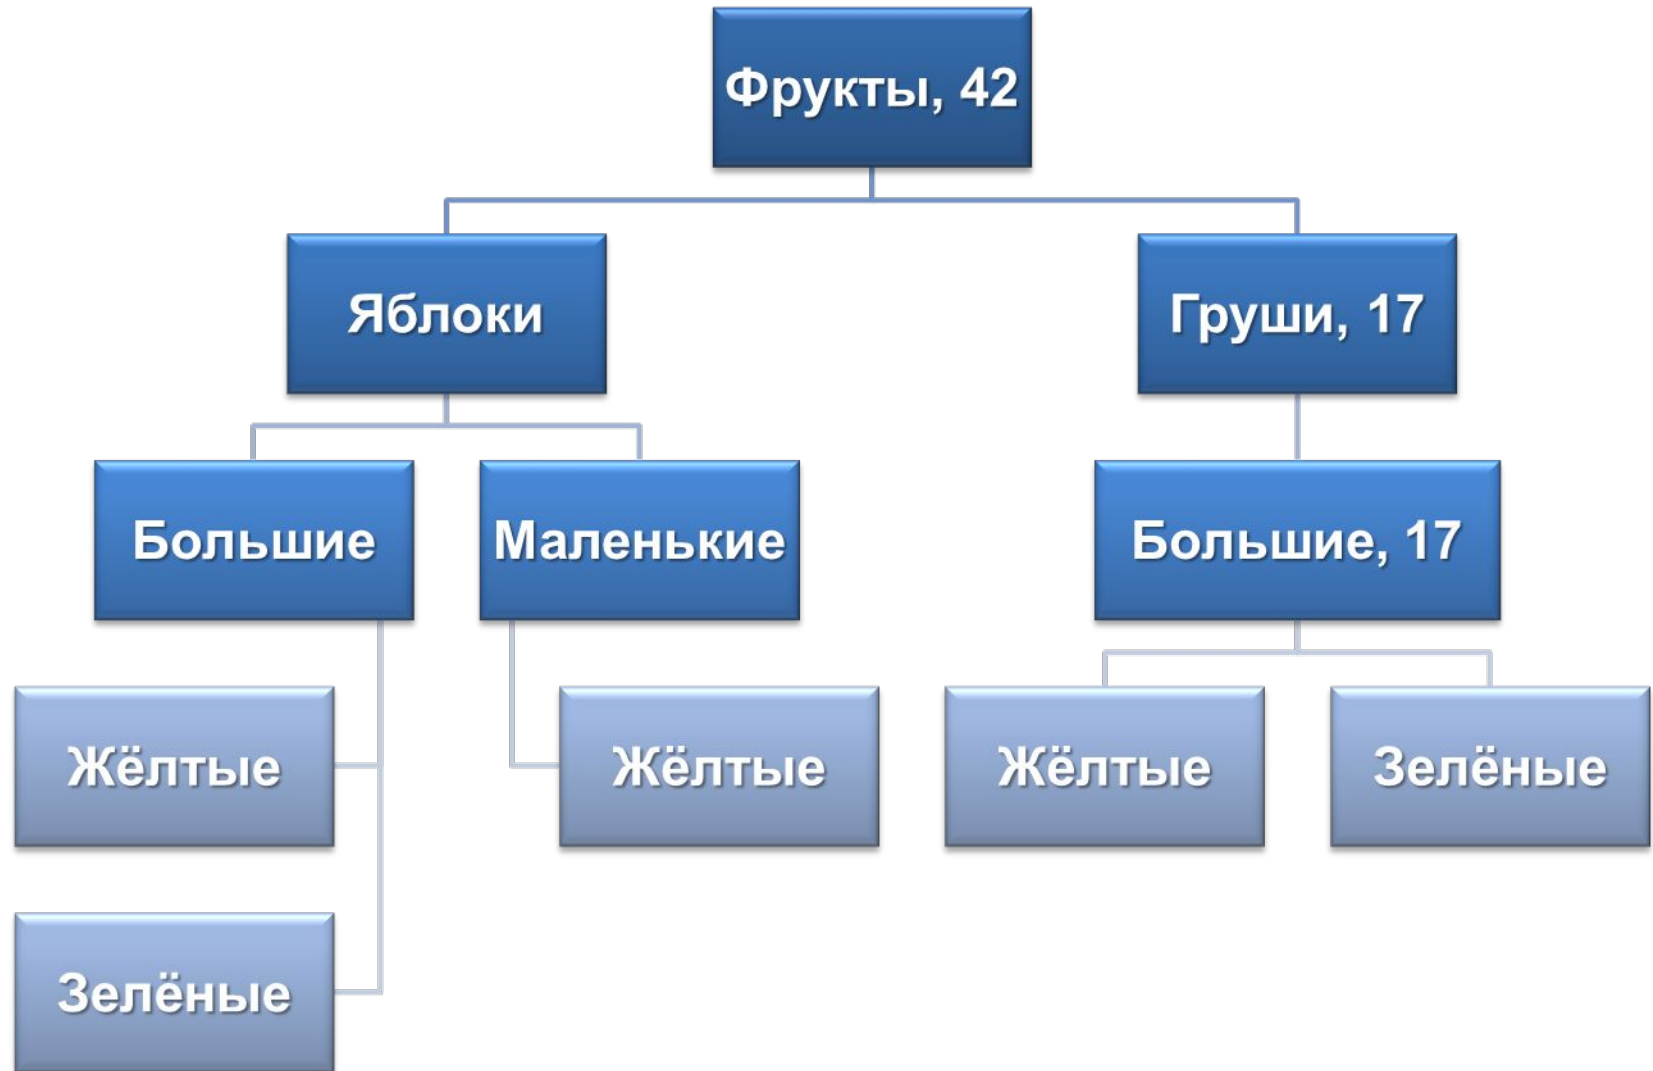 Фрукты, 42
Яблоки
Груши, 17
Большие
Маленькие
Большие, 17
Жёлтые
Жёлтые
Жёлтые
Зелёные
Зелёные